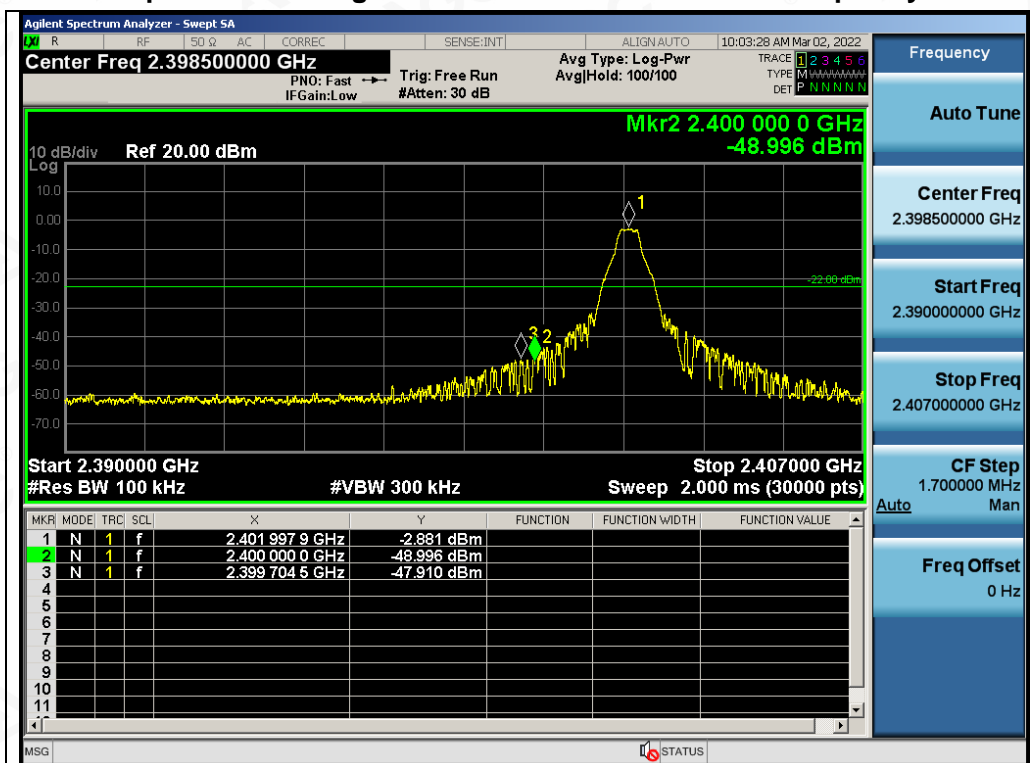 Agilent Spectrum Analyzer - Swept SA
LXI R RF 50 Ω AC CORREC SENSE:INT ALIGN AUTO 10:03:28 AM Mar 02, 2022
Center Freq 2.398500000 GHz
PNO: Fast
IFGain:Low
Trig: Free Run
#Atten: 30 dB
Avg Type: Log-Pwr
Avg|Hold: 100/100
TRACE 1 2 3 4 5 6
TYPE M WWWWW
DET P N N N N N
Frequency
Mkr2 2.400 000 0 GHz
-48.996 dBm
10 dB/div Ref 20.00 dBm
Log
10.0
0.00
-10.0
-20.0
-30.0
-40.0
-50.0
-60.0
-70.0
1
-22.88 dBm
3 2
Start 2.390000 GHz Stop 2.407000 GHz
#Res BW 100 kHz #VBW 300 kHz Sweep 2.000 ms (30000 pts)
MKR MODE TRC SCL X Y FUNCTION FUNCTION WIDTH FUNCTION VALUE
1 N 1 f 2.401 997 9 GHz -2.881 dBm
2 N 1 f 2.400 000 0 GHz -48.996 dBm
3 N 1 f 2.399 704 5 GHz -47.910 dBm
4
5
6
7
8
9
10
11
Auto Tune
Center Freq
2.398500000 GHz
Start Freq
2.390000000 GHz
Stop Freq
2.407000000 GHz
CF Step
1.700000 MHz
Auto Man
Freq Offset
0 Hz
MSG STATUS